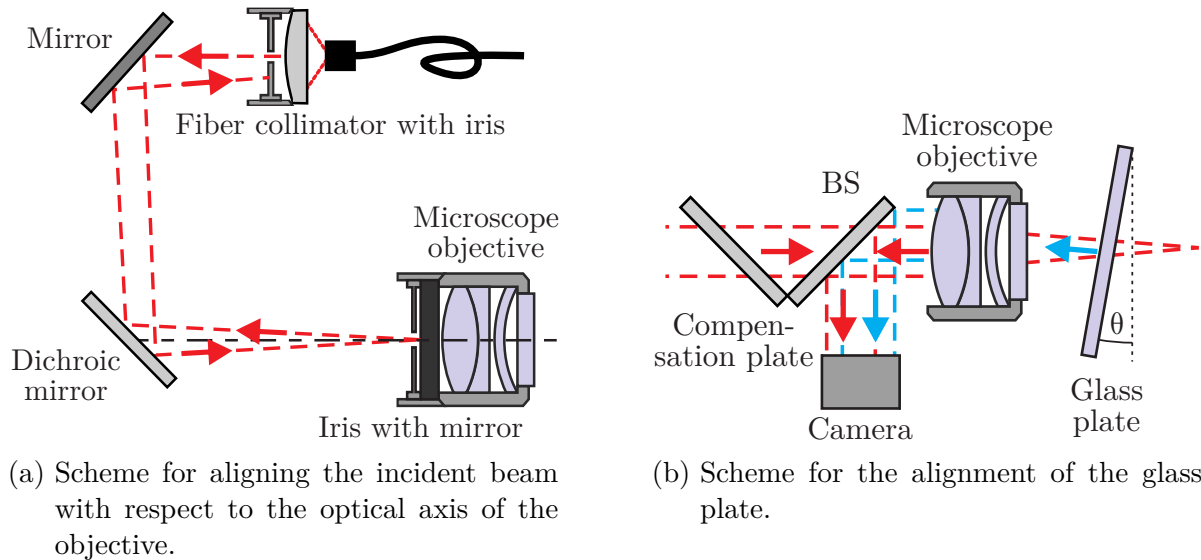 Mirror
Fiber collimator with iris
Microscope
objective
Dichroic
mirror
Iris with mirror
(a) Scheme for aligning the incident beam
with respect to the optical axis of the
objective.
Microscope
objective
BS
Compen-
sation plate
θ
Glass
plate
Camera
(b) Scheme for the alignment of the glass
plate.